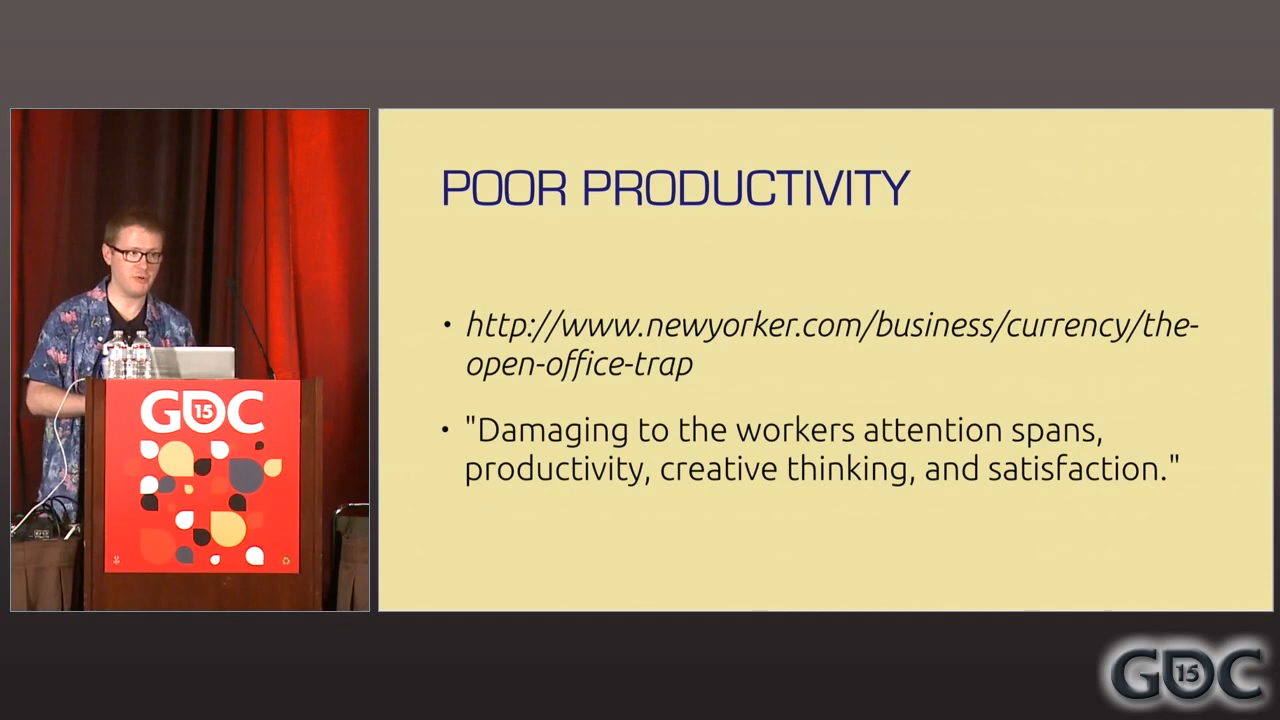 POOR PRODUCTIVITY
• http://www.newyorker.com/business/currency/the-
open-office-trap
• "Damaging to the workers attention spans,
productivity, creative thinking, and satisfaction."
GDC
15
GDC
15